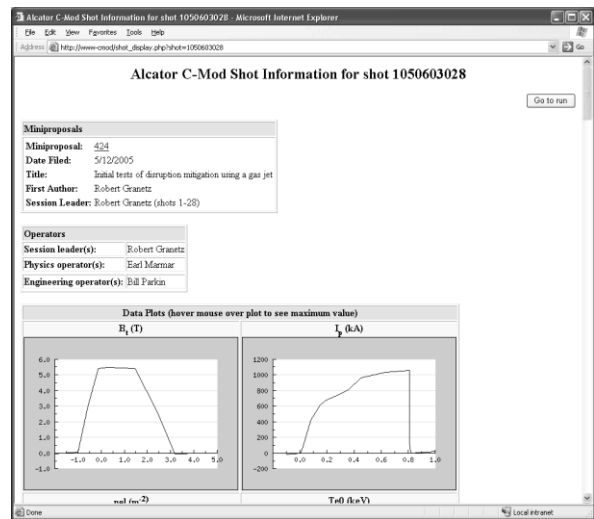 Alcator C-Mod Shot Information for shot 1050603028 - Microsoft Internet Explorer
File Edit View Favorites Tools Help
Address http://www-cmod/shot_display.php?shot=1050603028 Go
Alcator C-Mod Shot Information for shot 1050603028
Go to run
Miniproposals
Miniproposal: 424
Date Filed: 5/12/2005
Title: Initial tests of disruption mitigation using a gas jet
First Author: Robert Granetz
Session Leader: Robert Granetz (shots 1-28)
Operators
Session leader(s): Robert Granetz
Physics operator(s): Earl Marmar
Engineering operator(s): Bill Parkin
Data Plots (hover mouse over plot to see maximum value)
Bt (T) Ip (kA)
6.0
5.0
4.0
3.0
2.0
1.0
0.0
-1.0
-1.0 0.0 1.0 2.0 3.0 4.0 5.0
1200
1000
800
600
400
200
0
-200
0.0 0.2 0.4 0.6 0.8 1.0
nel (m-2) Te0 (keV)
Done Local intranet